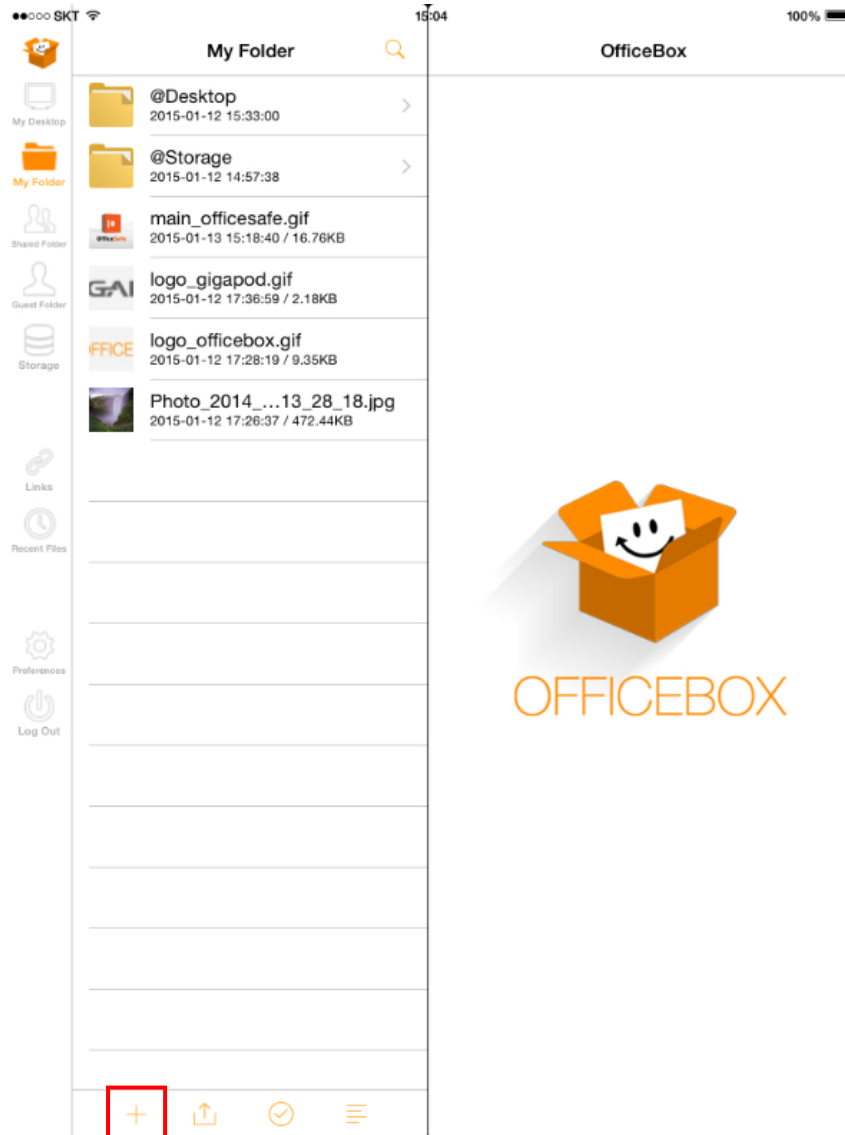 SKT
15:04
100%
My Folder
OfficeBox
My Desktop
My Folder
Shared Folder
Guest Folder
Storage
Links
Recent Files
Preferences
Log Out
@Desktop
2015-01-12 15:33:00
@Storage
2015-01-12 14:57:38
OfficeSafe
main_officesafe.gif
2015-01-13 15:18:40 / 16.76KB
GAI
logo_gigapod.gif
2015-01-12 17:36:59 / 2.18KB
OFFICE
logo_officebox.gif
2015-01-12 17:28:19 / 9.35KB
Photo_2014_...13_28_18.jpg
2015-01-12 17:26:37 / 472.44KB
OFFICEBOX